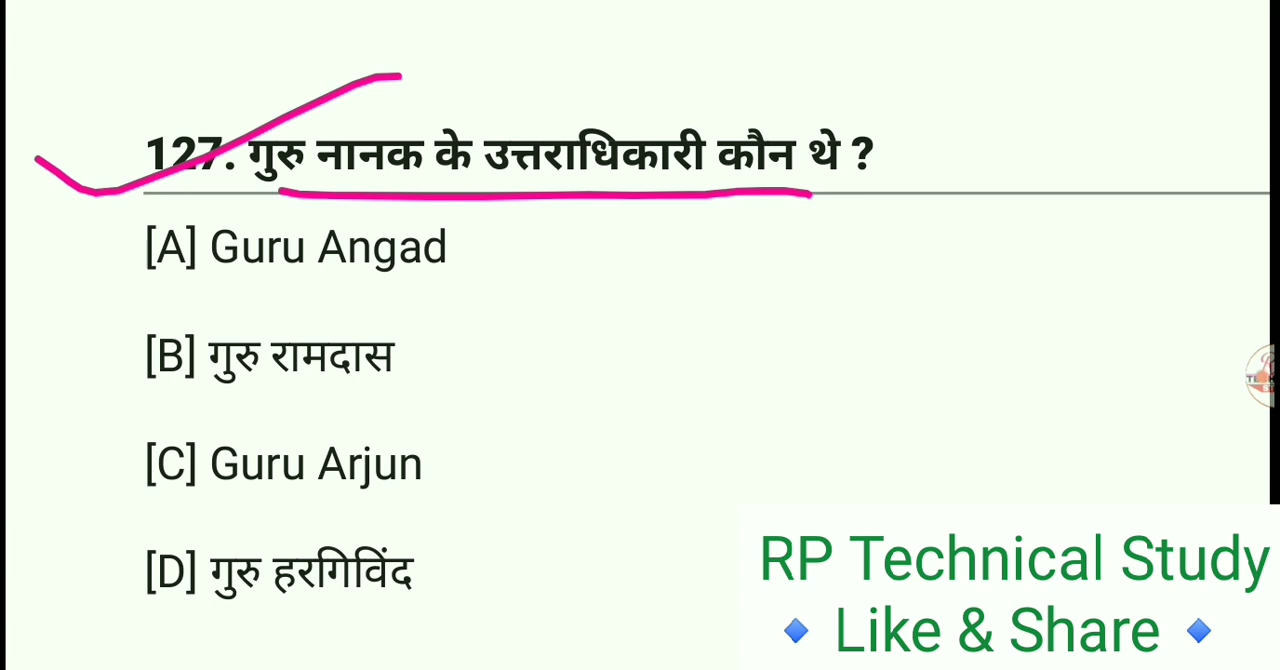 127. गुरु नानक के उत्तराधिकारी कौन थे ?
[A] Guru Angad
[B] गुरु रामदास
[C] Guru Arjun
[D] गुरु हरगिविंद
RP Technical Study
🔹 Like & Share 🔹